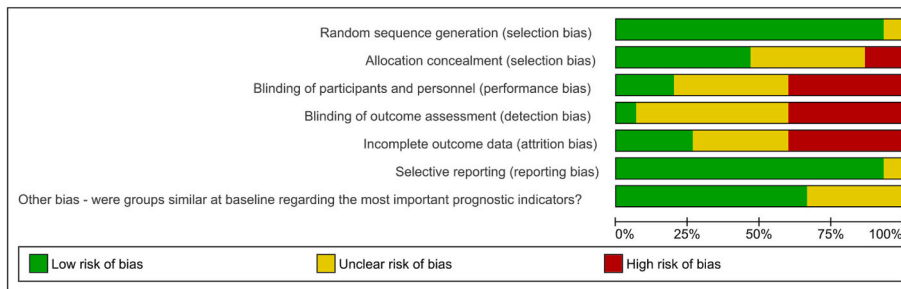 Random sequence generation (selection bias)
Allocation concealment (selection bias)
Blinding of participants and personnel (performance bias)
Blinding of outcome assessment (detection bias)
Incomplete outcome data (attrition bias)
Selective reporting (reporting bias)
Other bias - were groups similar at baseline regarding the most important prognostic indicators?
0% 25% 50% 75% 100%
Low risk of bias Unclear risk of bias High risk of bias